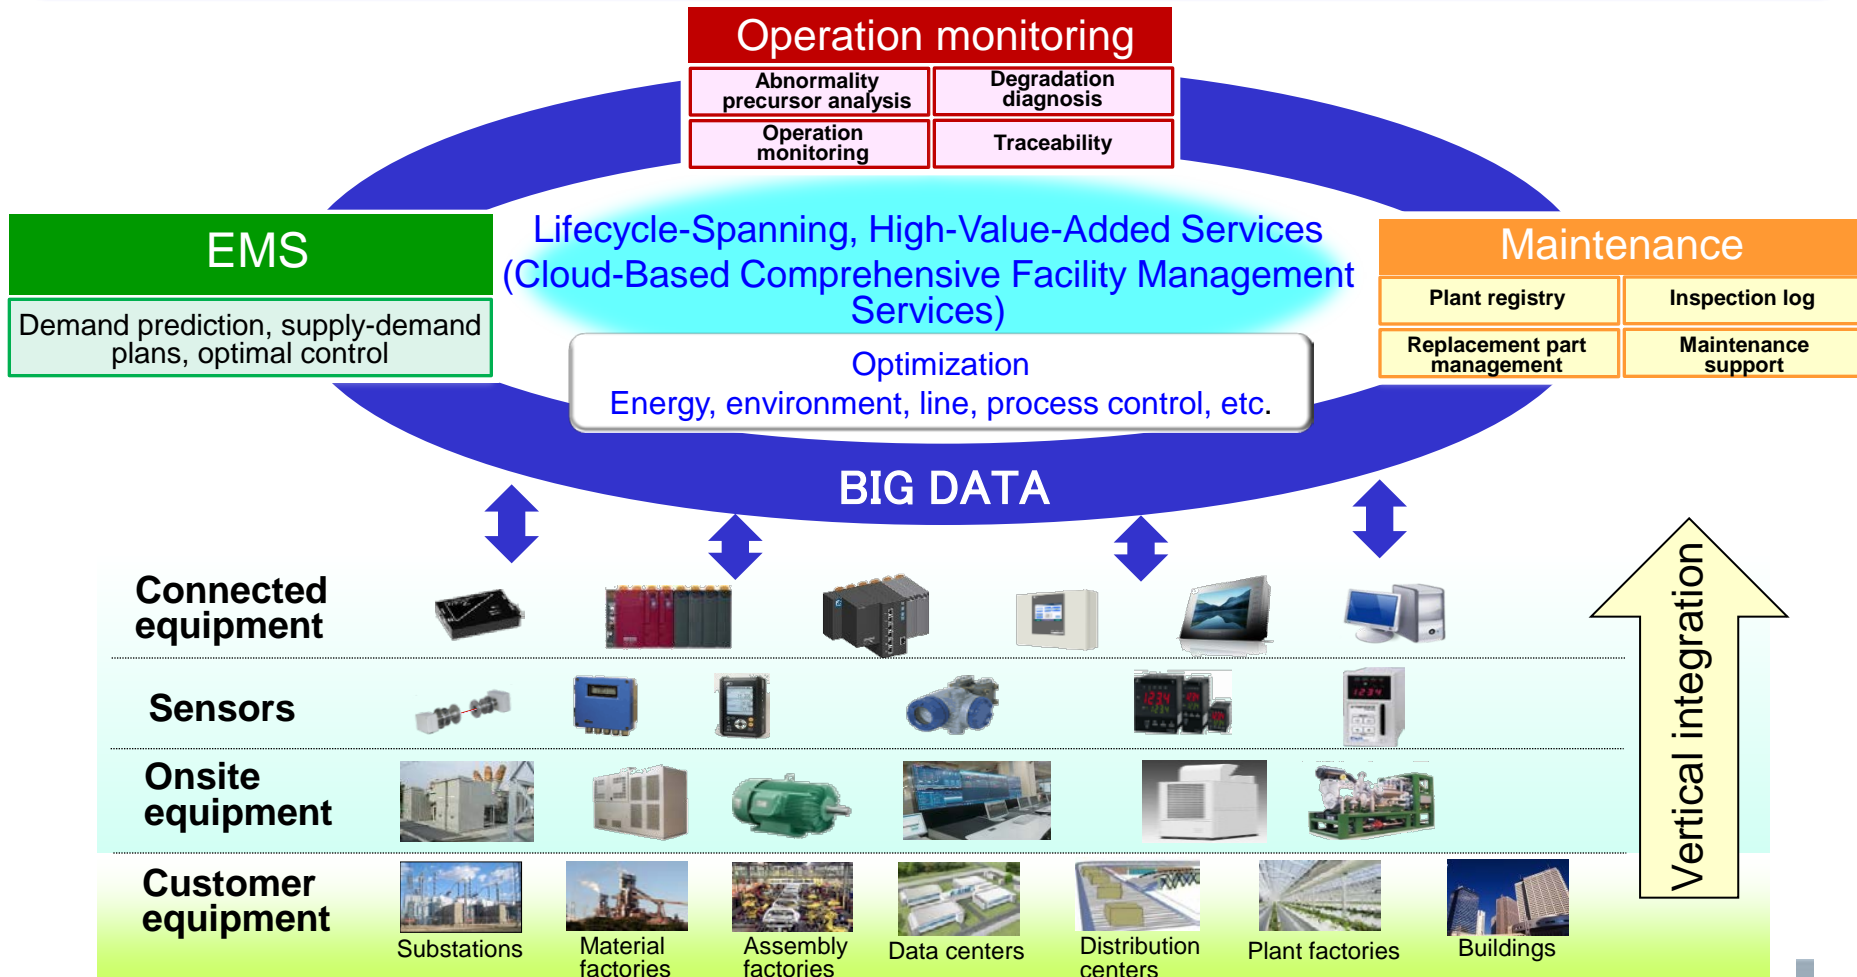 Operation monitoring
Abnormality
precursor analysis
Degradation
diagnosis
Operation
monitoring
Traceability
EMS
Demand prediction, supply-demand
plans, optimal control
Lifecycle-Spanning, High-Value-Added Services
(Cloud-Based Comprehensive Facility Management
Services)
Optimization
Energy, environment, line, process control, etc.
Maintenance
Plant registry
Inspection log
Replacement part
management
Maintenance
support
BIG DATA
Connected
equipment
Sensors
1234
1234
1234
Onsite
equipment
Customer
equipment
Substations
Material
factories
Assembly
factories
Data centers
Distribution
centers
Plant factories
Buildings
Vertical integration